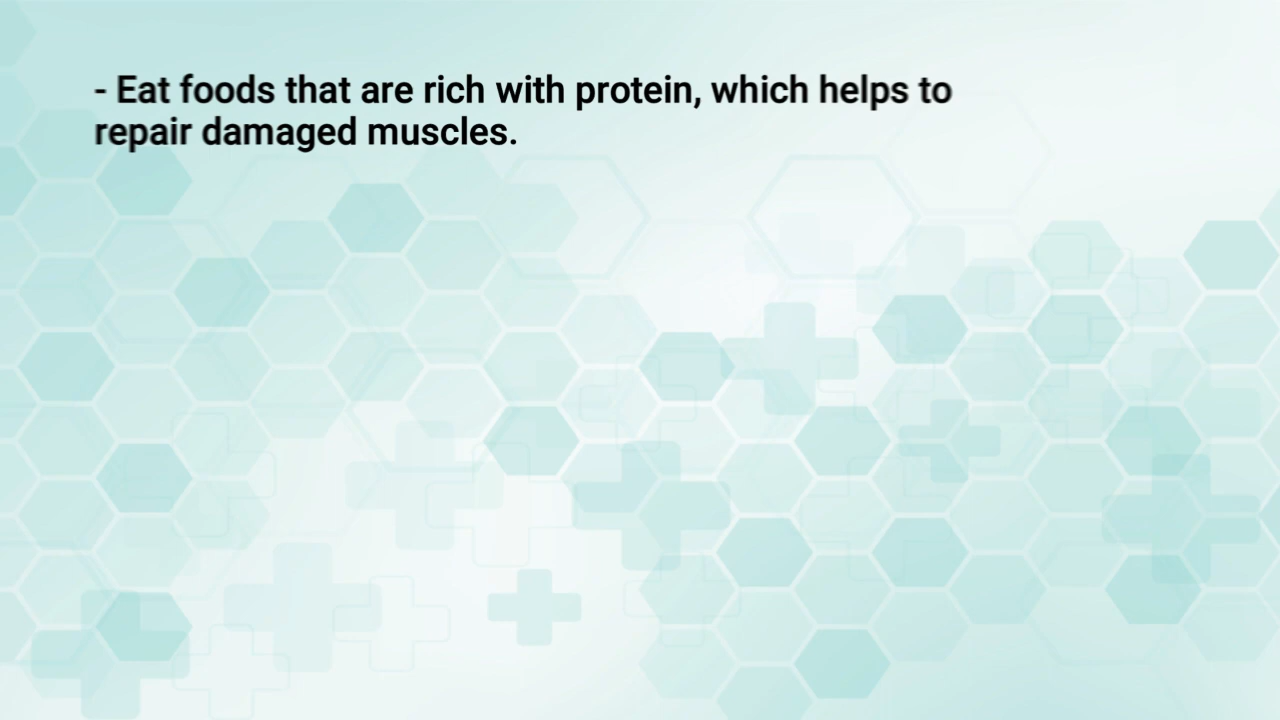 - Eat foods that are rich with protein, which helps to
repair damaged muscles.